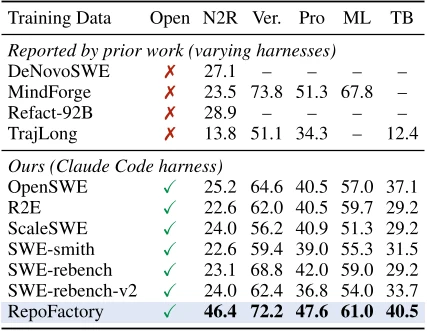 Training Data Open N2R Ver. Pro ML TB
Reported by prior work (varying harnesses)
DeNovoSWE ✗ 27.1 – – – –
MindForge ✗ 23.5 73.8 51.3 67.8 –
Refact-92B ✗ 28.9 – – – –
TrajLong ✗ 13.8 51.1 34.3 – 12.4
Ours (Claude Code harness)
OpenSWE ✓ 25.2 64.6 40.5 57.0 37.1
R2E ✓ 22.6 62.0 40.5 59.7 29.2
ScaleSWE ✓ 24.0 56.2 40.9 51.3 29.2
SWE-smith ✓ 22.6 59.4 39.0 55.3 31.5
SWE-rebench ✓ 23.1 68.8 42.0 59.0 29.2
SWE-rebench-v2 ✓ 24.0 62.4 36.8 54.0 33.7
RepoFactory ✓ 46.4 72.2 47.6 61.0 40.5